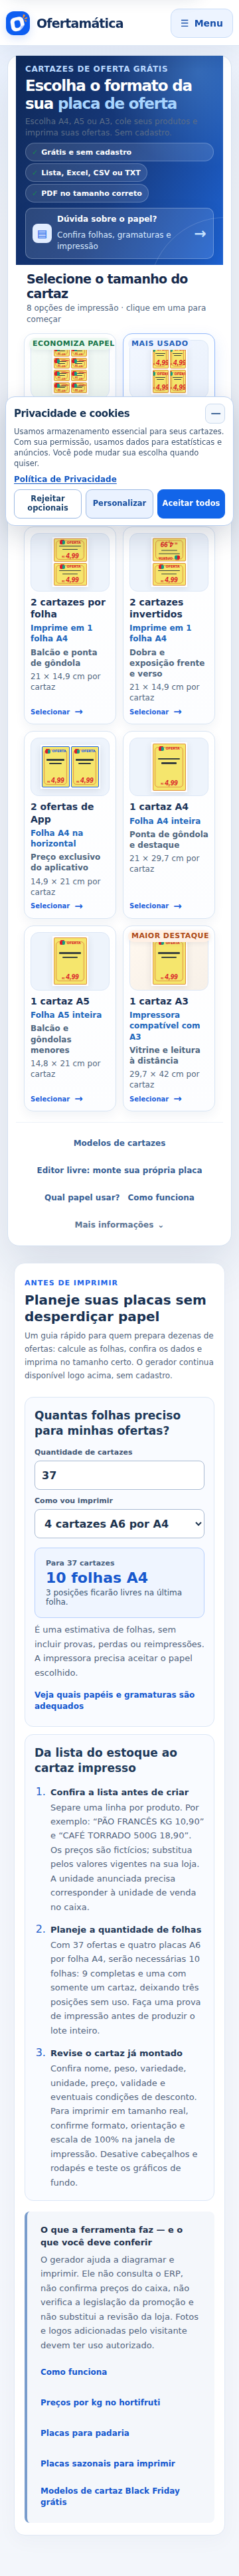 Ofertamática
☰ Menu
CARTAZES DE OFERTA GRÁTIS
Escolha o formato da
sua placa de oferta
Escolha A4, A5 ou A3, cole seus produtos e
imprima suas ofertas. Sem cadastro.
Grátis e sem cadastro
Lista, Excel, CSV ou TXT
PDF no tamanho correto
Dúvida sobre o papel?
Confira folhas, gramaturas e
impressão
→
Selecione o tamanho do
cartaz
8 opções de impressão · clique em uma para
começar
ECONOMIZA PAPEL
MAIS USADO
Privacidade e cookies
Usamos armazenamento essencial para seus cartazes.
Com sua permissão, usamos dados para estatísticas e
anúncios. Você pode mudar sua escolha quando
quiser.
Política de Privacidade
Rejeitar
opcionais
Personalizar
Aceitar todos
2 cartazes por
folha
Imprime em 1
folha A4
Balcão e ponta
de gôndola
21 × 14,9 cm por
cartaz
Selecionar →
2 cartazes
invertidos
Imprime em 1
folha A4
Dobra e
exposição frente
e verso
21 × 14,9 cm por
cartaz
Selecionar →
2 ofertas de
App
Folha A4 na
horizontal
Preço exclusivo
do aplicativo
14,9 × 21 cm por
cartaz
Selecionar →
1 cartaz A4
Folha A4 inteira
Ponta de gôndola
e destaque
21 × 29,7 cm por
cartaz
Selecionar →
1 cartaz A5
Folha A5 inteira
Balcão e
gôndolas
menores
14,8 × 21 cm por
cartaz
Selecionar →
MAIOR DESTAQUE
1 cartaz A3
Impressora
compatível com
A3
Vitrine e leitura
à distância
29,7 × 42 cm por
cartaz
Selecionar →
Modelos de cartazes
Editor livre: monte sua própria placa
Qual papel usar? Como funciona
Mais informações ⌄
ANTES DE IMPRIMIR
Planeje suas placas sem
desperdiçar papel
Um guia rápido para quem prepara dezenas de
ofertas: calcule as folhas, confira os dados e
imprima no tamanho certo. O gerador continua
disponível logo acima, sem cadastro.
Quantas folhas preciso
para minhas ofertas?
Quantidade de cartazes
37
Como vou imprimir
4 cartazes A6 por A4
Para 37 cartazes
10 folhas A4
3 posições ficarão livres na última
folha.
É uma estimativa de folhas, sem
incluir provas, perdas ou reimpressões.
A impressora precisa aceitar o papel
escolhido.
Veja quais papéis e gramaturas são
adequados
Da lista do estoque ao
cartaz impresso
1. Confira a lista antes de criar
Separe uma linha por produto. Por
exemplo: “PÃO FRANCÊS KG 10,90”
e “CAFÉ TORRADO 500G 18,90”.
Os preços são fictícios; substitua
pelos valores vigentes na sua loja.
A unidade anunciada precisa
corresponder à unidade de venda
no caixa.
2. Planeje a quantidade de folhas
Com 37 ofertas e quatro placas A6
por folha A4, serão necessárias 10
folhas: 9 completas e uma com
somente um cartaz, deixando três
posições sem uso. Faça uma prova
de impressão antes de produzir o
lote inteiro.
3. Revise o cartaz já montado
Confira nome, peso, variedade,
unidade, preço, validade e
eventuais condições de desconto.
Para imprimir em tamanho real,
confirme formato, orientação e
escala de 100% na janela de
impressão. Desative cabeçalhos e
rodapés e teste os gráficos de
fundo.
O que a ferramenta faz — e o
que você deve conferir
O gerador ajuda a diagramar e
imprimir. Ele não consulta o ERP,
não confirma preços do caixa, não
verifica a legislação da promoção e
não substitui a revisão da loja. Fotos
e logos adicionadas pelo visitante
devem ter uso autorizado.
Como funciona
Preços por kg no hortifruti
Placas para padaria
Placas sazonais para imprimir
Modelos de cartaz Black Friday
grátis